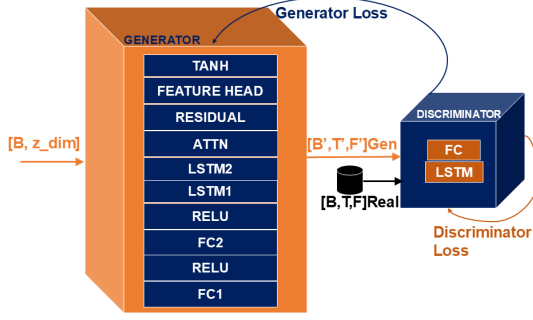 Generator Loss
GENERATOR
TANH
FEATURE HEAD
RESIDUAL
ATTN
LSTM2
LSTM1
RELU
FC2
RELU
FC1
[B, z_dim]
[B',T',F']Gen
[B,T,F]Real
DISCRIMINATOR
FC
LSTM
Discriminator
Loss